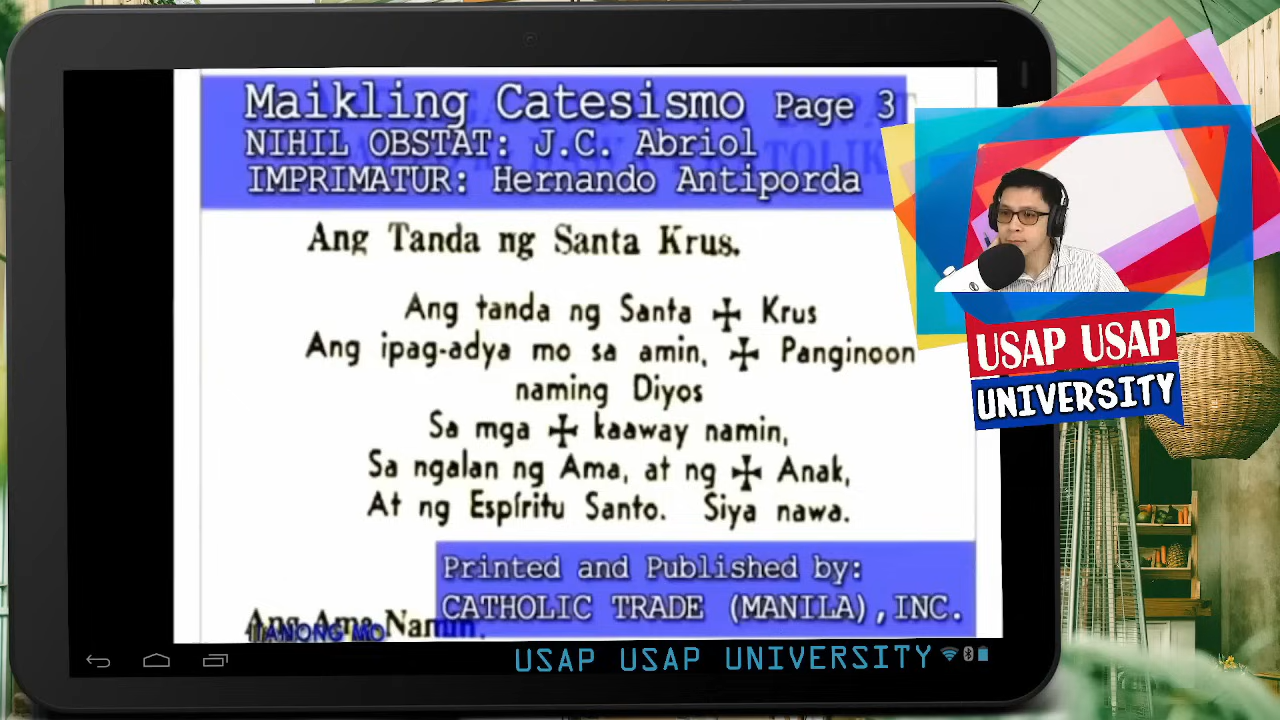 Maikling Catesismo Page 3
NIHIL OBSTAT: J.C. Abriol
IMPRIMATUR: Hernando Antiporda
Ang Tanda ng Santa Krus.
Ang tanda ng Santa ✠ Krus
Ang ipag-adya mo sa amin, ✠ Panginoon
naming Diyos
Sa mga ✠ kaaway namin,
Sa ngalan ng Ama, at ng ✠ Anak,
At ng Espíritu Santo. Siya nawa.
Printed and Published by:
CATHOLIC TRADE (MANILA),INC.
Ang Ama Namin.
USAP USAP UNIVERSITY
USAP USAP
UNIVERSITY